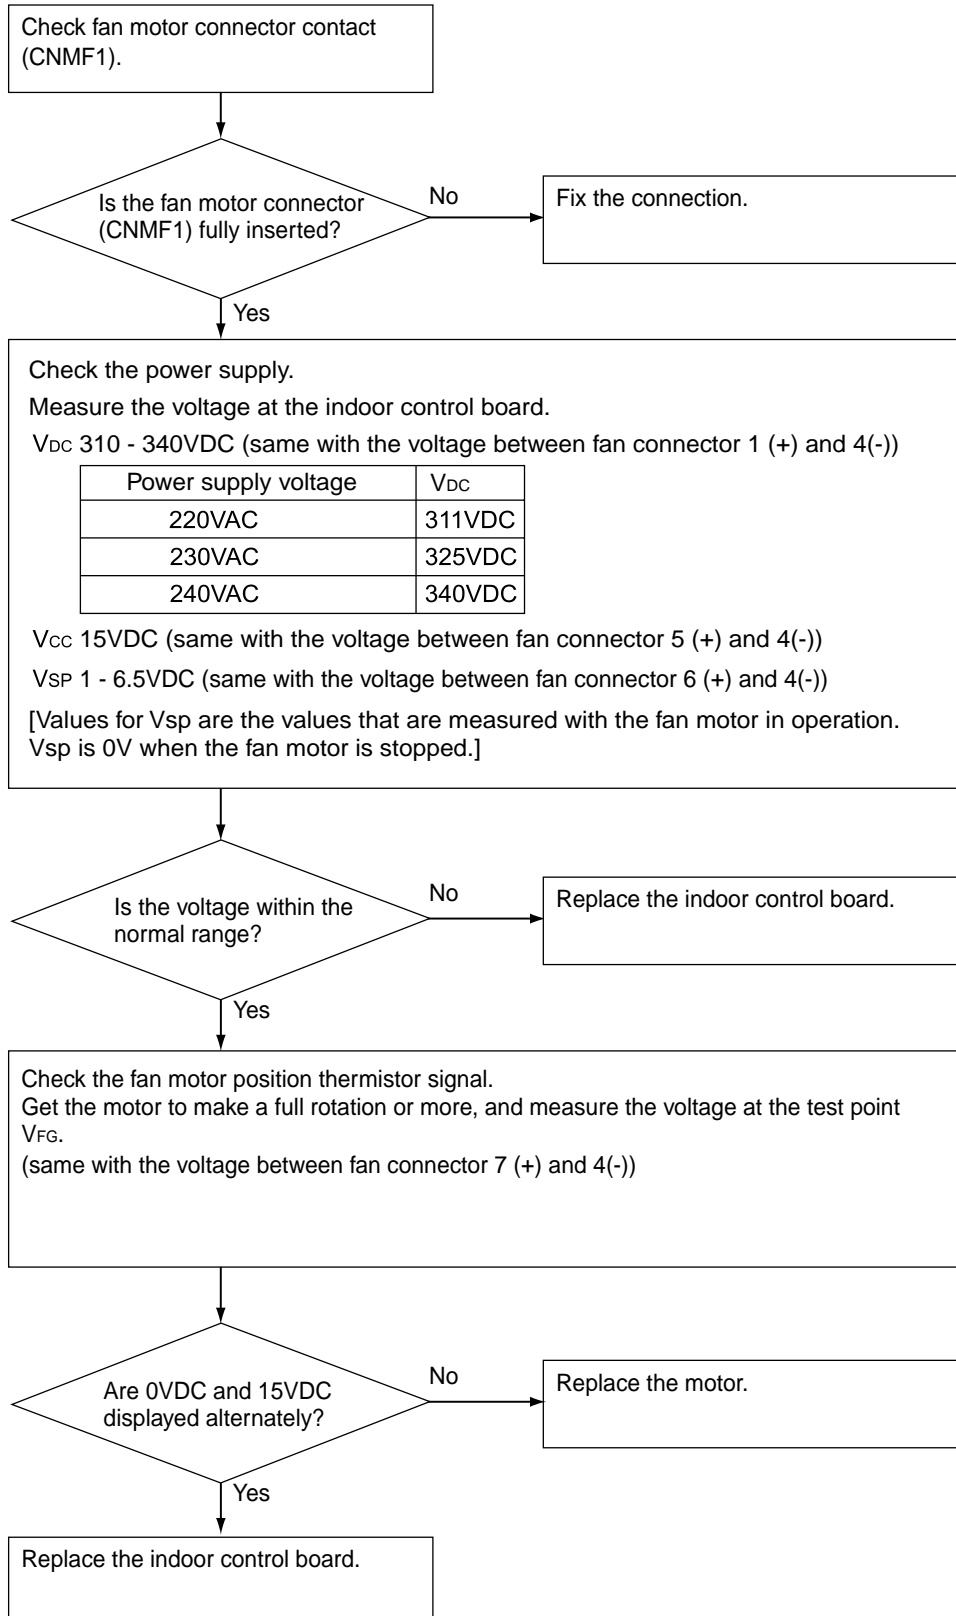 Check fan motor connector contact
(CNMF1).
Is the fan motor connector
(CNMF1) fully inserted?
No
Fix the connection.
Yes
Check the power supply.
Measure the voltage at the indoor control board.
VDC 310 - 340VDC (same with the voltage between fan connector 1 (+) and 4(-))
Power supply voltage VDC
220VAC 311VDC
230VAC 325VDC
240VAC 340VDC
VCC 15VDC (same with the voltage between fan connector 5 (+) and 4(-))
VSP 1 - 6.5VDC (same with the voltage between fan connector 6 (+) and 4(-))
[Values for Vsp are the values that are measured with the fan motor in operation.
Vsp is 0V when the fan motor is stopped.]
Is the voltage within the
normal range?
No
Replace the indoor control board.
Yes
Check the fan motor position thermistor signal.
Get the motor to make a full rotation or more, and measure the voltage at the test point
VFG.
(same with the voltage between fan connector 7 (+) and 4(-))
Are 0VDC and 15VDC
displayed alternately?
No
Replace the motor.
Yes
Replace the indoor control board.